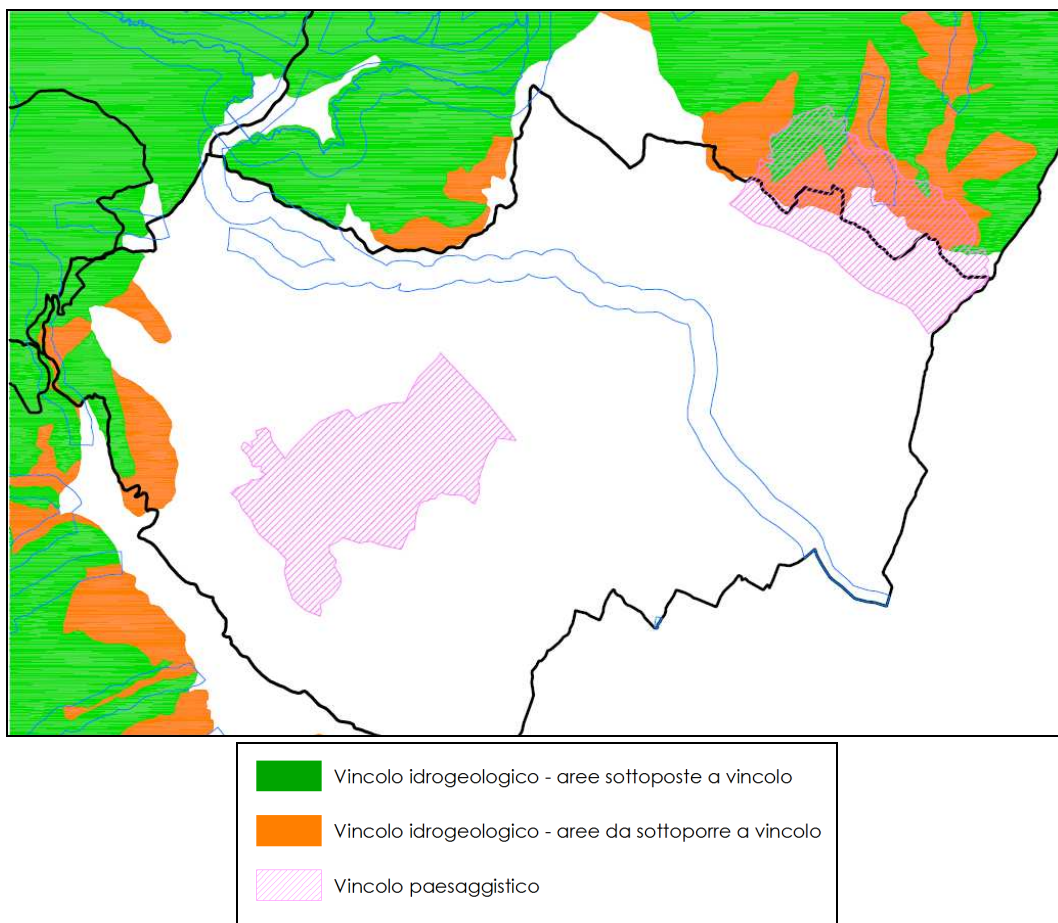 Vincolo idrogeologico - aree sottoposte a vincolo
Vincolo idrogeologico - aree da sottoporre a vincolo
Vincolo paesaggistico